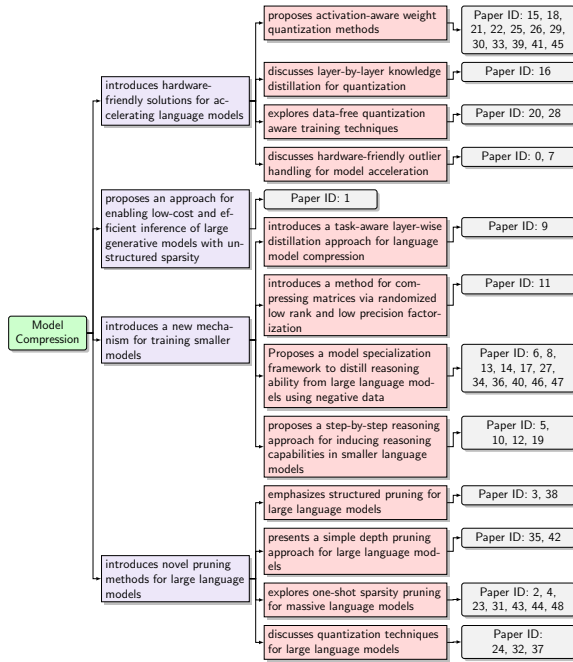 Model
Compression
introduces hardware-
friendly solutions for ac-
celerating language models
proposes activation-aware weight
quantization methods
Paper ID: 15, 18,
21, 22, 25, 26, 29,
30, 33, 39, 41, 45
discusses layer-by-layer knowledge
distillation for quantization
Paper ID: 16
explores data-free quantization
aware training techniques
Paper ID: 20, 28
discusses hardware-friendly outlier
handling for model acceleration
Paper ID: 0, 7
proposes an approach for
enabling low-cost and ef-
ficient inference of large
generative models with un-
structured sparsity
Paper ID: 1
introduces a new mecha-
nism for training smaller
models
introduces a task-aware layer-wise
distillation approach for language
model compression
Paper ID: 9
introduces a method for com-
pressing matrices via randomized
low rank and low precision factor-
ization
Paper ID: 11
Proposes a model specialization
framework to distill reasoning
ability from large language mod-
els using negative data
Paper ID: 6, 8,
13, 14, 17, 27,
34, 36, 40, 46, 47
proposes a step-by-step reasoning
approach for inducing reasoning
capabilities in smaller language
models
Paper ID: 5,
10, 12, 19
introduces novel pruning
methods for large language
models
emphasizes structured pruning for
large language models
Paper ID: 3, 38
presents a simple depth pruning
approach for large language mod-
els
Paper ID: 35, 42
explores one-shot sparsity pruning
for massive language models
Paper ID: 2, 4,
23, 31, 43, 44, 48
discusses quantization techniques
for large language models
Paper ID:
24, 32, 37